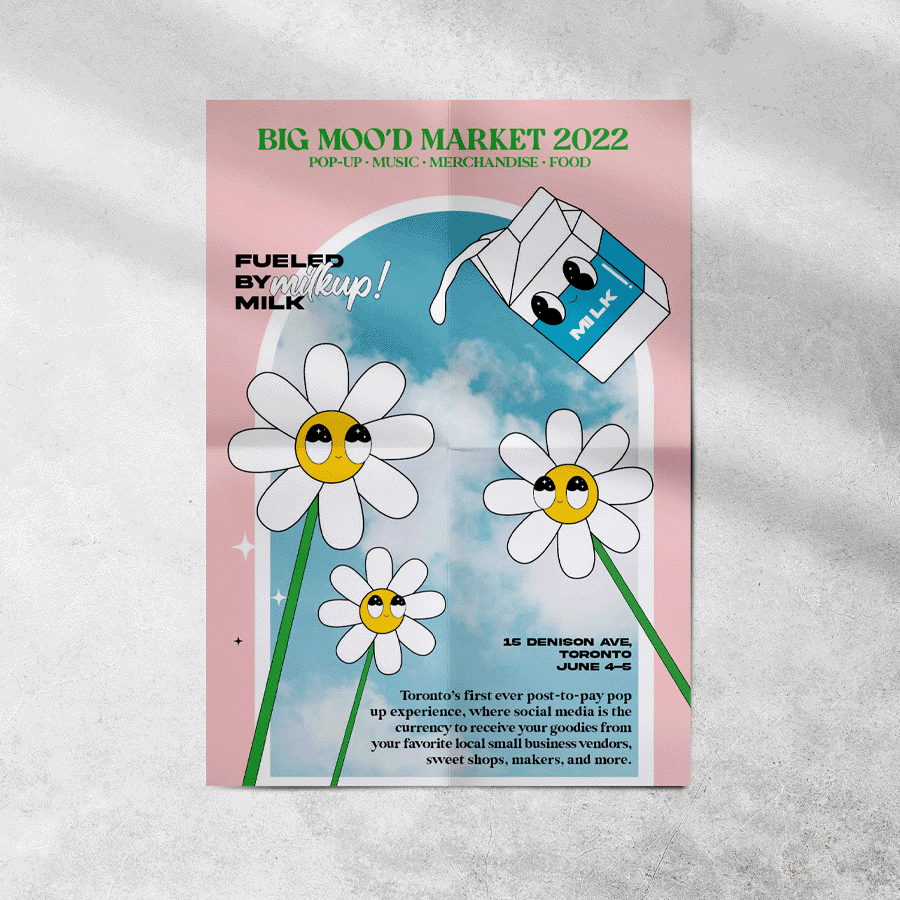 BIG MOO'D MARKET 2022
POP-UP • MUSIC • MERCHANDISE • FOOD
FUELED
BY milkup!
MILK
MILK!
15 DENISON AVE,
TORONTO
JUNE 4–5
Toronto's first ever post-to-pay pop
up experience, where social media is the
currency to receive your goodies from
your favorite local small business vendors,
sweet shops, makers, and more.